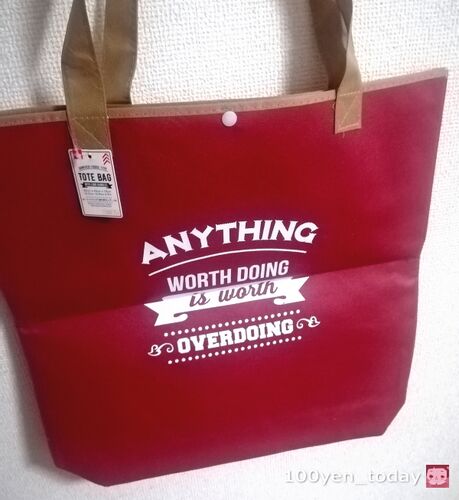 TOTE BAG
ANYTHING
WORTH DOING
is worth
OVERDOING
100yen_today